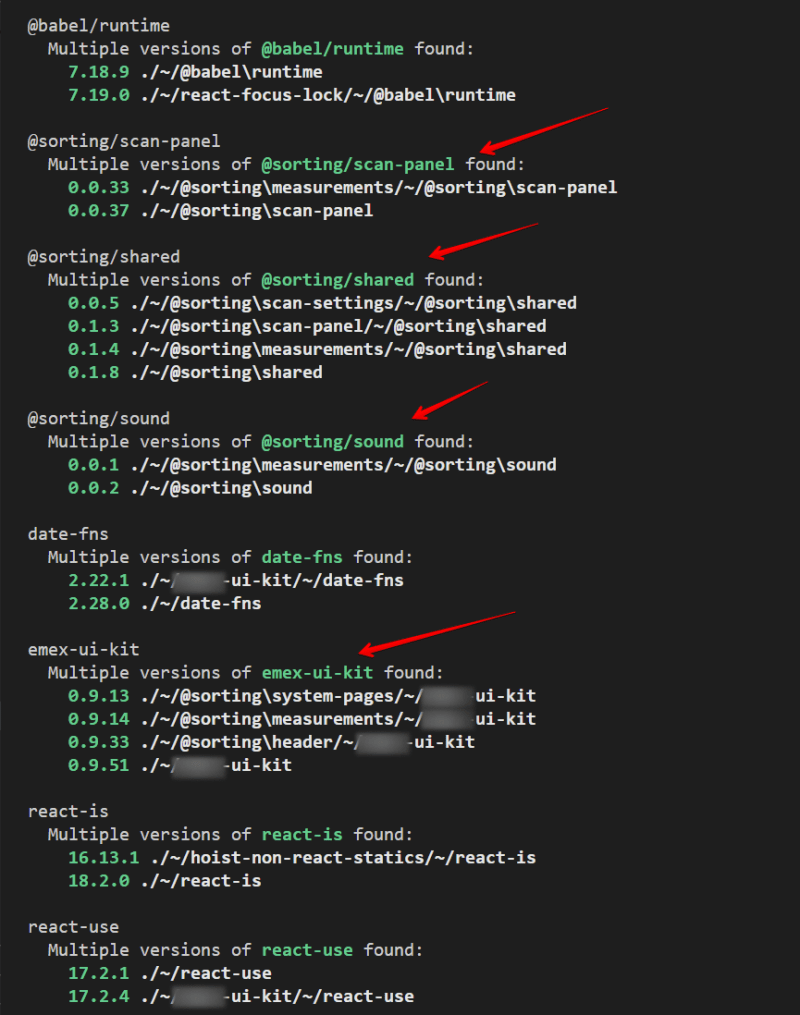 @babel/runtime
Multiple versions of @babel/runtime found:
7.18.9 ./~/@babel\runtime
7.19.0 ./~/react-focus-lock/~/@babel\runtime
@sorting/scan-panel
Multiple versions of @sorting/scan-panel found:
0.0.33 ./~/@sorting\measurements/~/@sorting\scan-panel
0.0.37 ./~/@sorting\scan-panel
@sorting/shared
Multiple versions of @sorting/shared found:
0.0.5 ./~/@sorting\scan-settings/~/@sorting\shared
0.1.3 ./~/@sorting\scan-panel/~/@sorting\shared
0.1.4 ./~/@sorting\measurements/~/@sorting\shared
0.1.8 ./~/@sorting\shared
@sorting/sound
Multiple versions of @sorting/sound found:
0.0.1 ./~/@sorting\measurements/~/@sorting\sound
0.0.2 ./~/@sorting\sound
date-fns
Multiple versions of date-fns found:
2.22.1 ./~/-ui-kit/~/date-fns
2.28.0 ./~/date-fns
emex-ui-kit
Multiple versions of emex-ui-kit found:
0.9.13 ./~/@sorting\system-pages/~/ui-kit
0.9.14 ./~/@sorting\measurements/~/ui-kit
0.9.33 ./~/@sorting\header/~/-ui-kit
0.9.51 ./~/-ui-kit
react-is
Multiple versions of react-is found:
16.13.1 ./~/hoist-non-react-statics/~/react-is
18.2.0 ./~/react-is
react-use
Multiple versions of react-use found:
17.2.1 ./~/react-use
17.2.4 ./~/-ui-kit/~/react-use